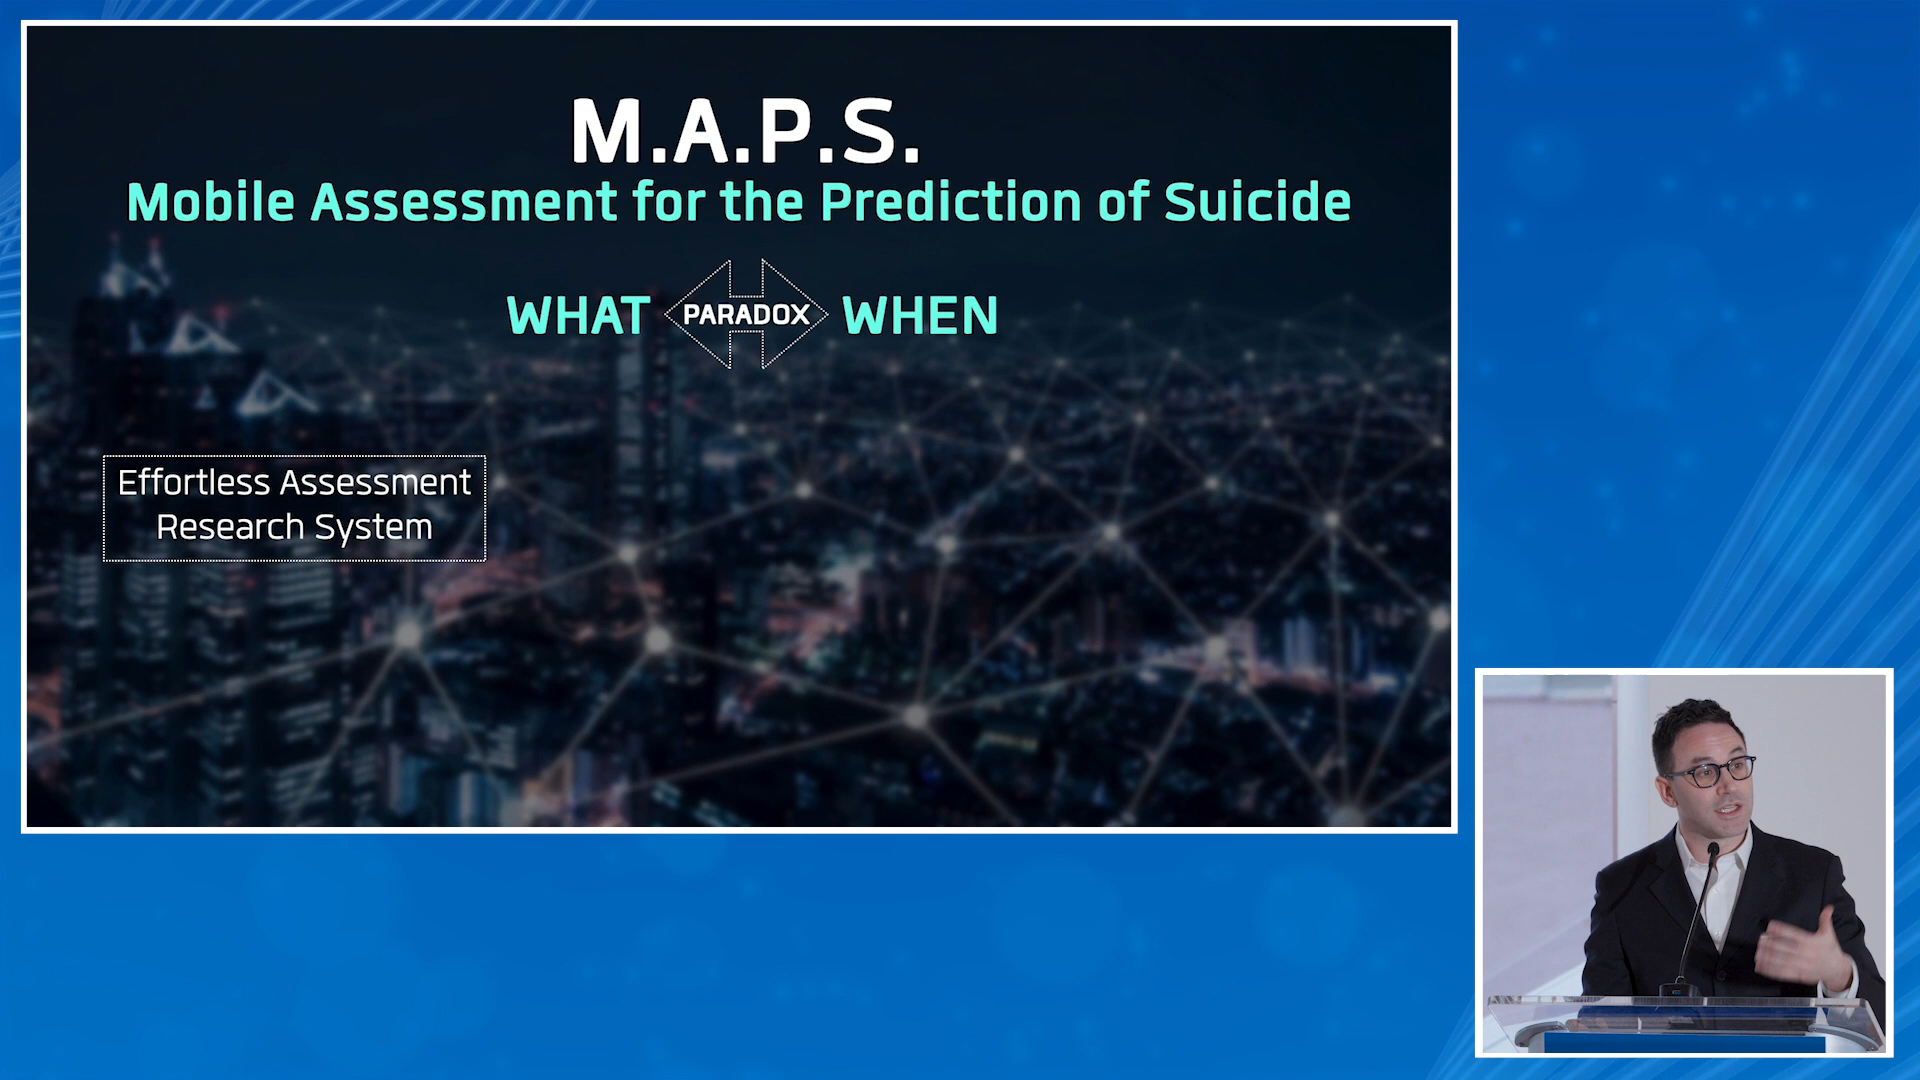 M.A.P.S.
Mobile Assessment for the Prediction of Suicide
WHAT PARADOX WHEN
Effortless Assessment
Research System